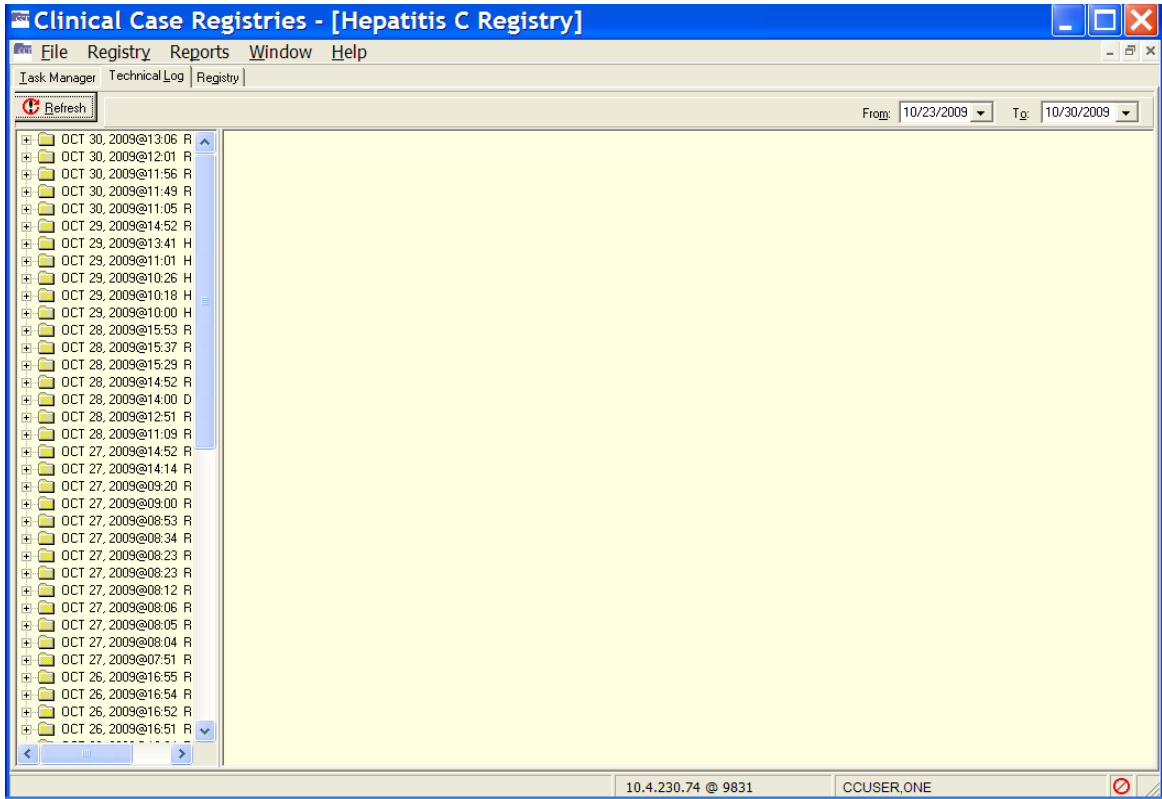 Clinical Case Registries - [Hepatitis C Registry]
File Registry Reports Window Help
Task Manager Technical Log Registry
Refresh From: 10/23/2009 To: 10/30/2009
OCT 30, 2009@13:06 R
OCT 30, 2009@12:01 R
OCT 30, 2009@11:56 R
OCT 30, 2009@11:49 R
OCT 30, 2009@11:05 R
OCT 29, 2009@14:52 R
OCT 29, 2009@13:41 H
OCT 29, 2009@11:01 H
OCT 29, 2009@10:26 H
OCT 29, 2009@10:18 H
OCT 29, 2009@10:00 H
OCT 28, 2009@15:53 R
OCT 28, 2009@15:37 R
OCT 28, 2009@15:29 R
OCT 28, 2009@14:52 R
OCT 28, 2009@14:00 D
OCT 28, 2009@12:51 R
OCT 28, 2009@11:09 R
OCT 27, 2009@14:52 R
OCT 27, 2009@14:14 R
OCT 27, 2009@09:20 R
OCT 27, 2009@09:00 R
OCT 27, 2009@08:53 R
OCT 27, 2009@08:34 R
OCT 27, 2009@08:23 R
OCT 27, 2009@08:23 R
OCT 27, 2009@08:12 R
OCT 27, 2009@08:06 R
OCT 27, 2009@08:05 R
OCT 27, 2009@08:04 R
OCT 27, 2009@07:51 R
OCT 26, 2009@16:55 R
OCT 26, 2009@16:54 R
OCT 26, 2009@16:52 R
OCT 26, 2009@16:51 R
10.4.230.74 @ 9831 CCUSER,ONE